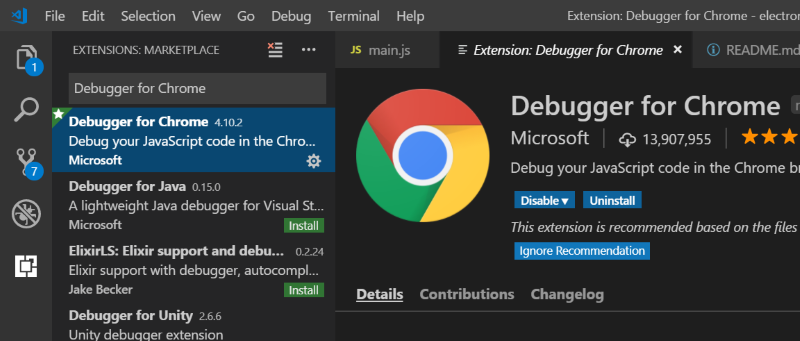 File Edit Selection View Go Debug Terminal Help Extension: Debugger for Chrome - electron
EXTENSIONS: MARKETPLACE
JS main.js
Extension: Debugger for Chrome
README.md
1
Debugger for Chrome
Debugger for Chrome 4.10.2
Debug your JavaScript code in the Chro...
Microsoft
7
Debugger for Java 0.15.0
A lightweight Java debugger for Visual St...
Microsoft Install
ElixirLS: Elixir support and debu... 0.2.24
Elixir support with debugger, autocompl...
Jake Becker Install
Debugger for Unity 2.6.6
Unity debugger extension
Debugger for Chrome
Microsoft 13,907,955
Debug your JavaScript code in the Chrome
Disable Uninstall
This extension is recommended based on the files
Ignore Recommendation
Details Contributions Changelog